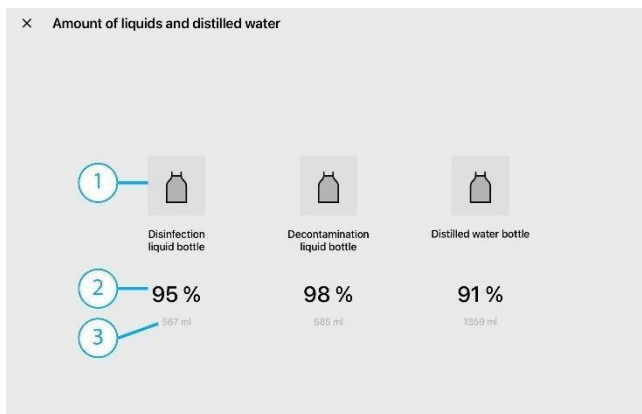 × Amount of liquids and distilled water
1
Disinfection
liquid bottle
Decontamination
liquid bottle
Distilled water bottle
2
95 %
98 %
91 %
3
567 ml
585 ml
1359 ml